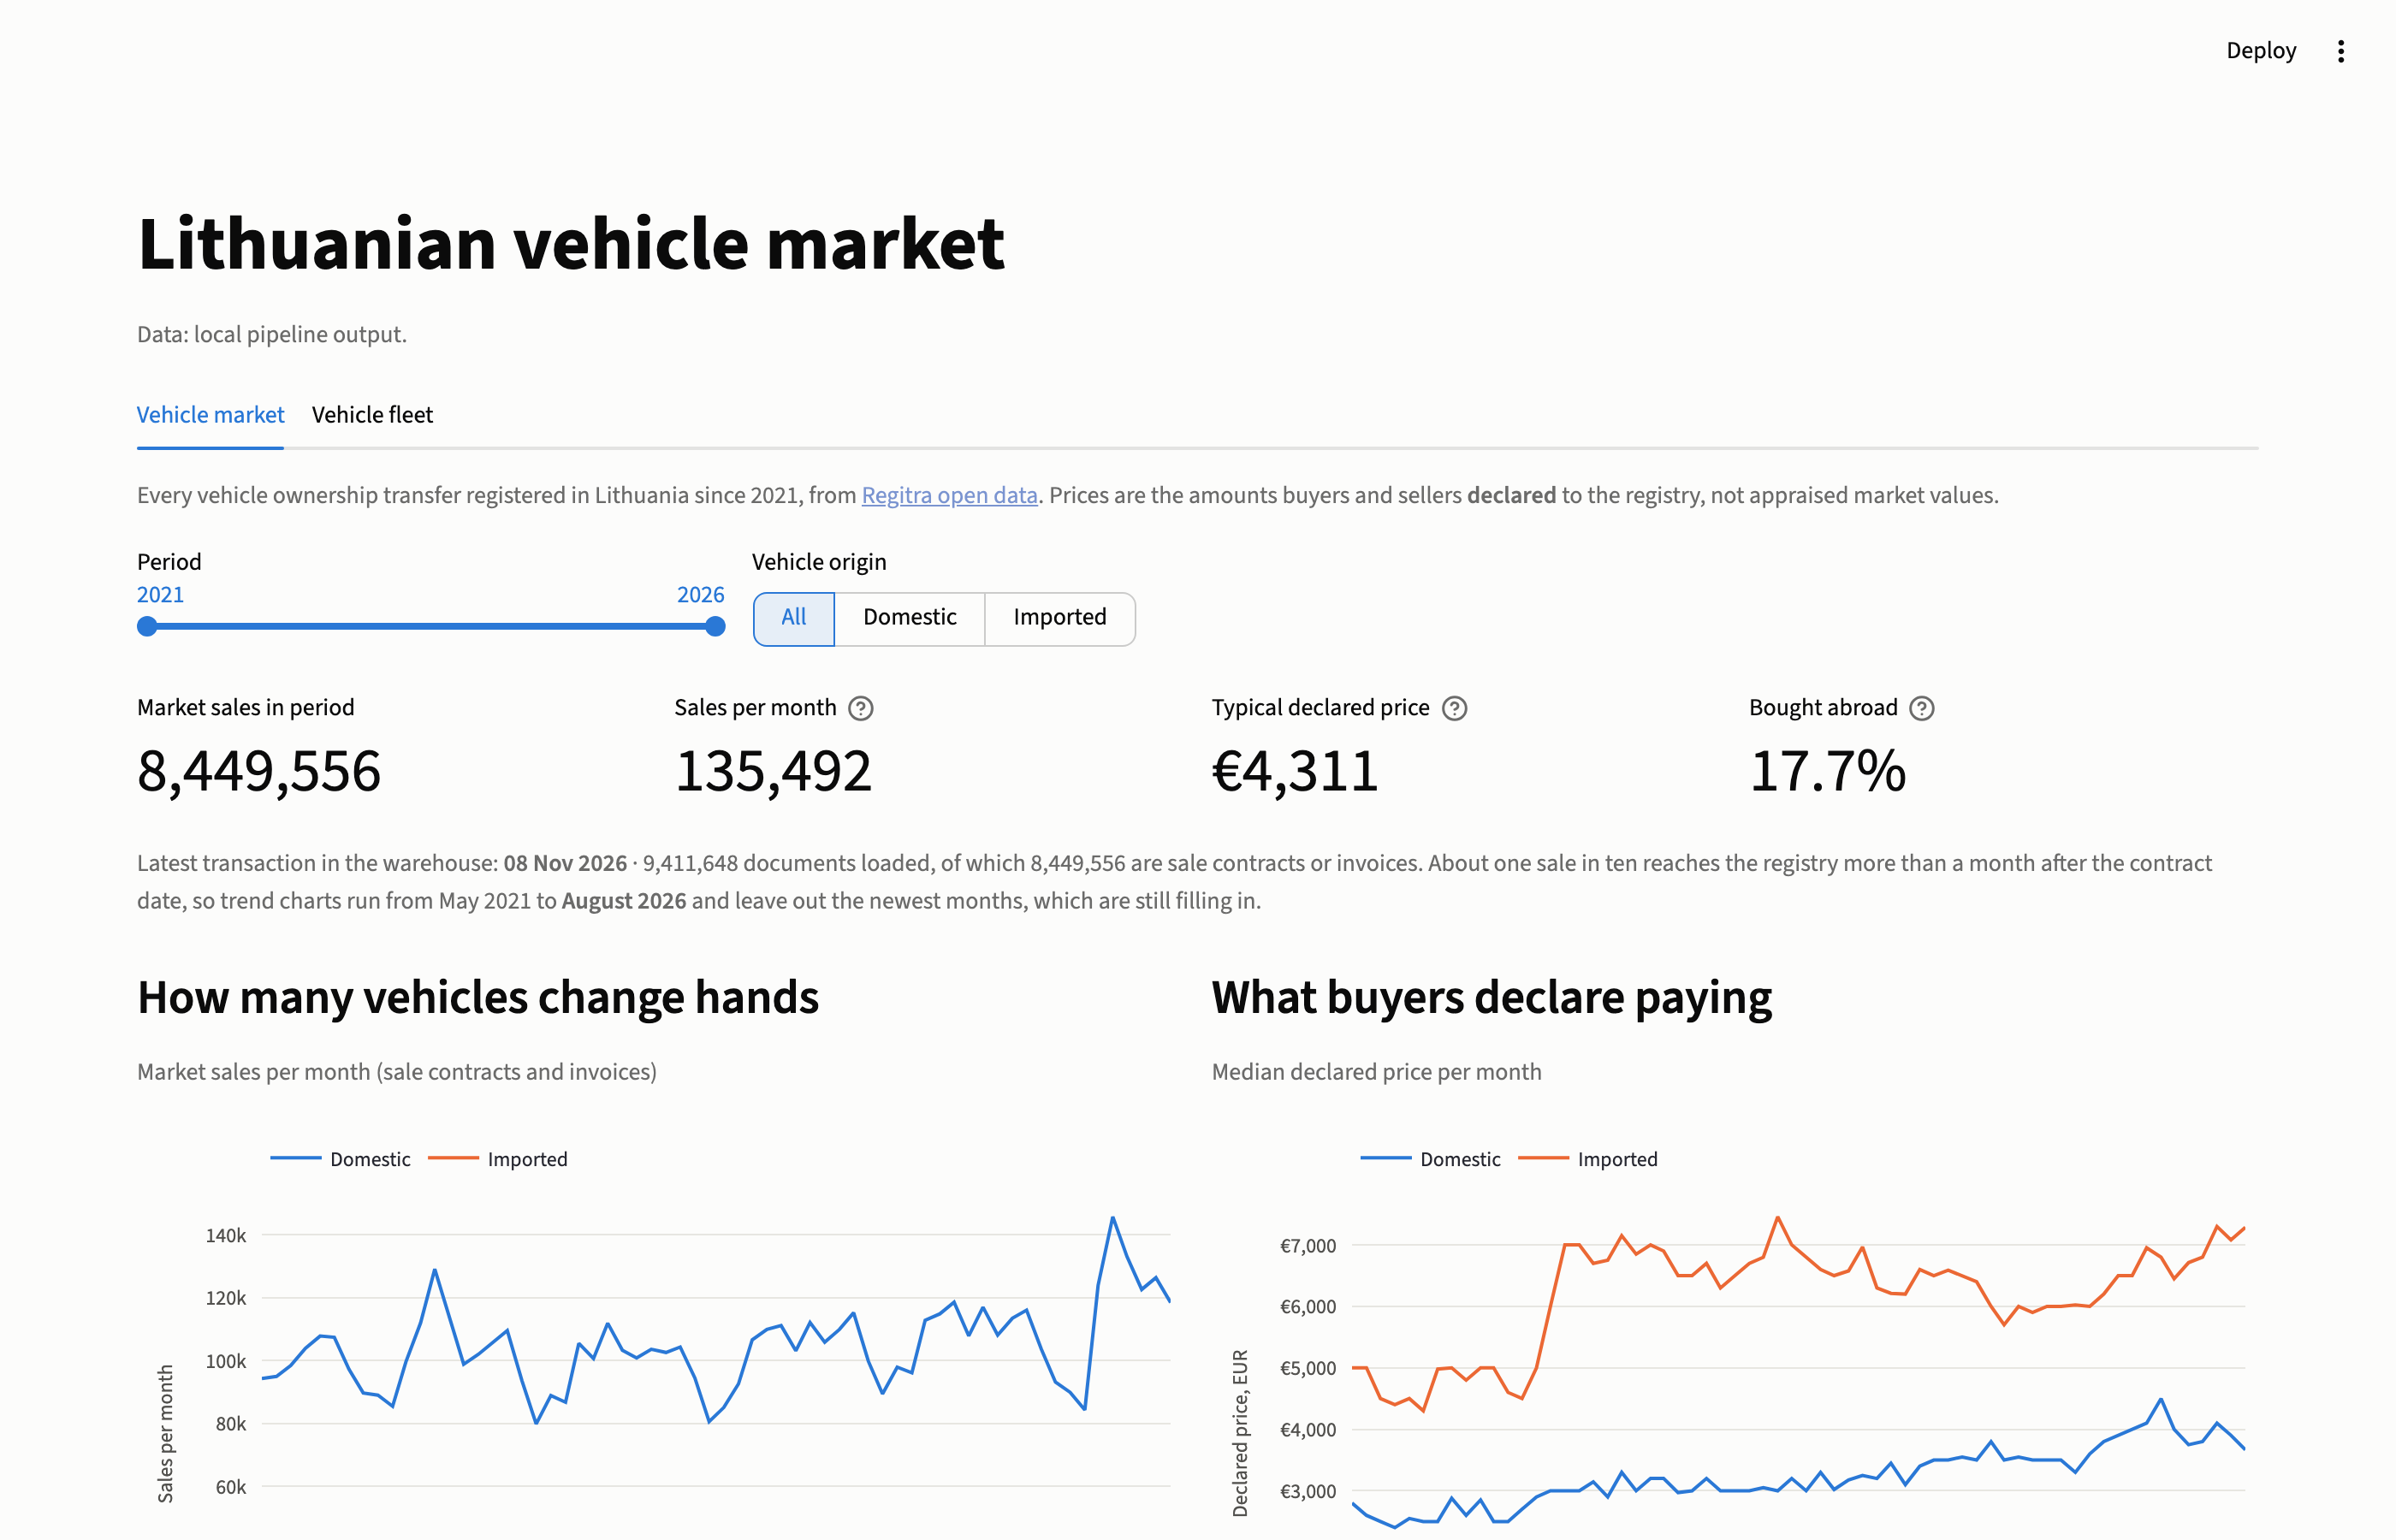 Deploy
Lithuanian vehicle market
Data: local pipeline output.
Vehicle market Vehicle fleet
Every vehicle ownership transfer registered in Lithuania since 2021, from Regitra open data. Prices are the amounts buyers and sellers declared to the registry, not appraised market values.
Period
2021 2026
Vehicle origin
All Domestic Imported
Market sales in period
8,449,556
Sales per month
135,492
Typical declared price
€4,311
Bought abroad
17.7%
Latest transaction in the warehouse: 08 Nov 2026 · 9,411,648 documents loaded, of which 8,449,556 are sale contracts or invoices. About one sale in ten reaches the registry more than a month after the contract
date, so trend charts run from May 2021 to August 2026 and leave out the newest months, which are still filling in.
How many vehicles change hands
Market sales per month (sale contracts and invoices)
Domestic Imported
140k
120k
100k
80k
60k
Sales per month
What buyers declare paying
Median declared price per month
Domestic Imported
€7,000
€6,000
€5,000
€4,000
€3,000
Declared price, EUR